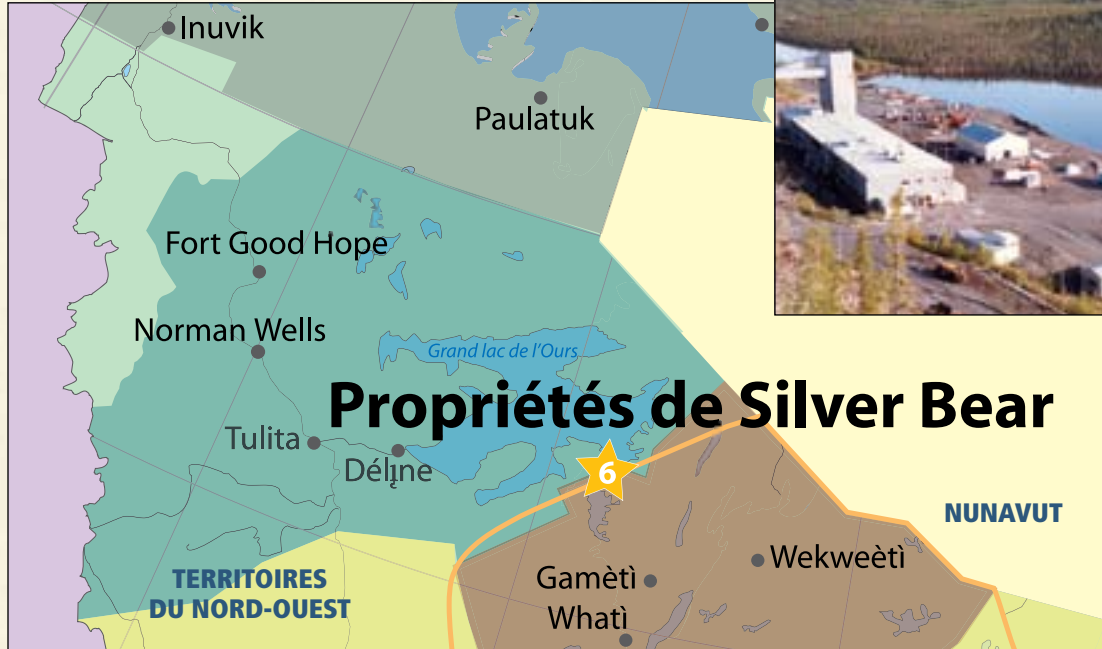 Inuvik
Paulatuk
Fort Good Hope
Norman Wells
Grand lac de l'Ours
Propriétés de Silver Bear
Tulita
Délı̨nę
6
NUNAVUT
Wekweètì
TERRITOIRES
DU NORD-OUEST
Gamètì
Whatì